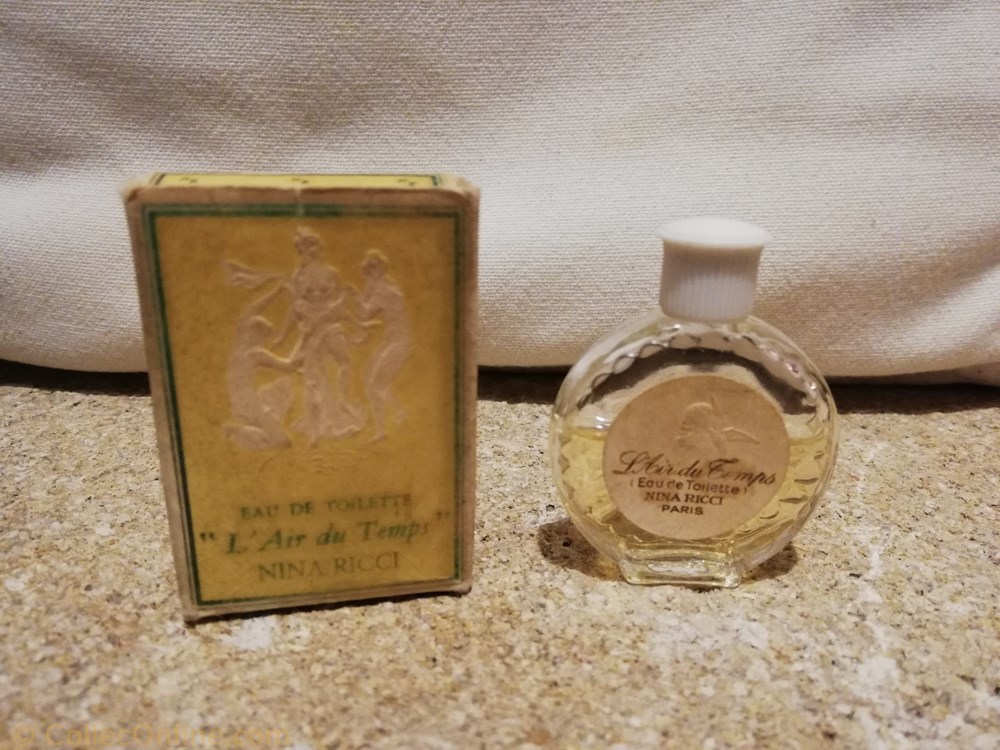 EAU DE TOILETTE
"L'Air du Temps"
NINA RICCI
L'Air du Temps
(Eau de Toilette)
NINA RICCI
PARIS